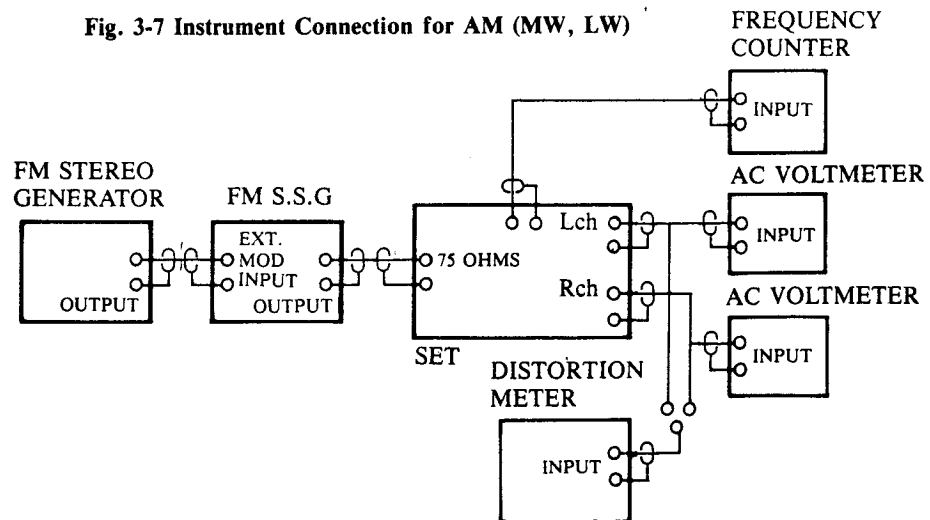 Fig. 3-7 Instrument Connection for AM (MW, LW)
FREQUENCY
COUNTER
INPUT
FM STEREO
GENERATOR
OUTPUT
FM S.S.G
EXT.
MOD
INPUT
OUTPUT
75 OHMS
Lch
Rch
SET
AC VOLTMETER
INPUT
AC VOLTMETER
INPUT
DISTORTION
METER
INPUT